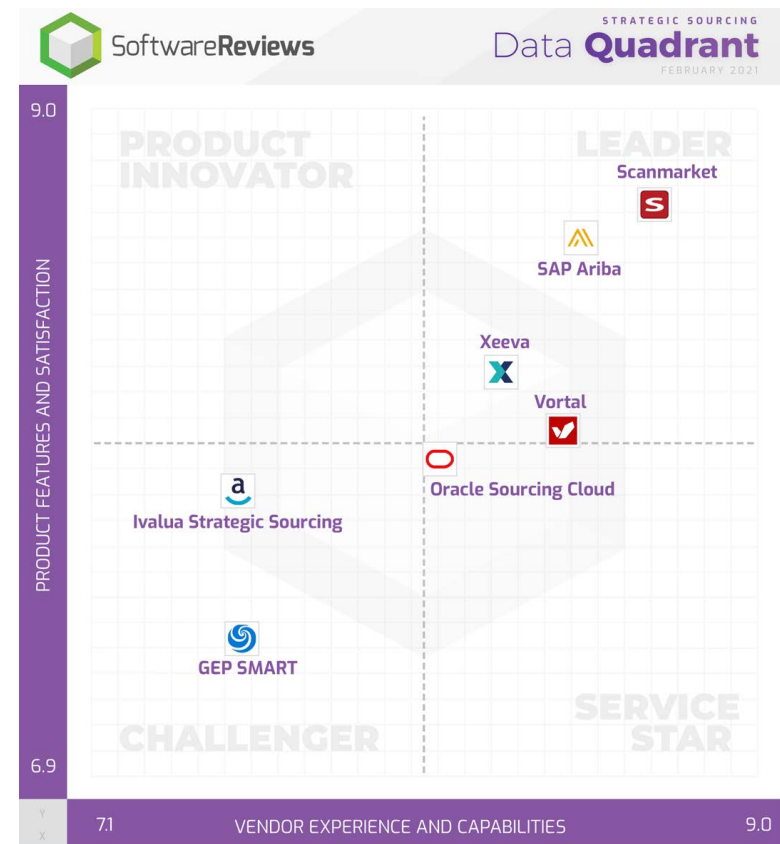 SoftwareReviews
STRATEGIC SOURCING
Data Quadrant
FEBRUARY 2021
9.0
PRODUCT
INNOVATOR
LEADER
Scanmarket
S
SAP Ariba
Xeeva
Vortal
Oracle Sourcing Cloud
a
Ivalua Strategic Sourcing
GEP SMART
SERVICE
STAR
CHALLENGER
PRODUCT FEATURES AND SATISFACTION
6.9
Y
X
7.1
VENDOR EXPERIENCE AND CAPABILITIES
9.0